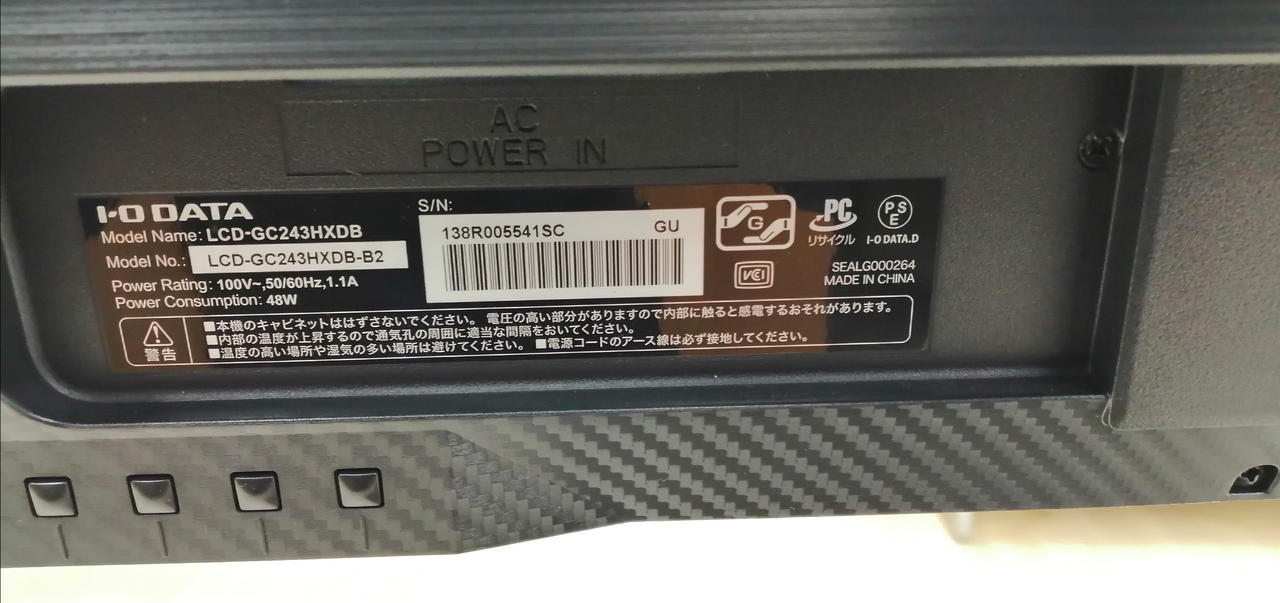 AC
POWER IN
I-O DATA
Model Name: LCD-GC243HXDB
Model No.: LCD-GC243HXDB-B2
Power Rating: 100V~,50/60Hz,1.1A
Power Consumption: 48W
S/N:
138R005541SC GU
G
PC
リサイクル
PSE
I-O DATA.D
VCI
SEALG000264
MADE IN CHINA
警告
■本機のキャビネットははずさないでください。 電圧の高い部分がありますので内部に触ると感電するおそれがあります。
■内部の温度が上昇するので通気孔の周囲に適当な間隔をおいてください。
■温度の高い場所や湿気の多い場所は避けてください。 ■電源コードのアース線は必ず接地してください。